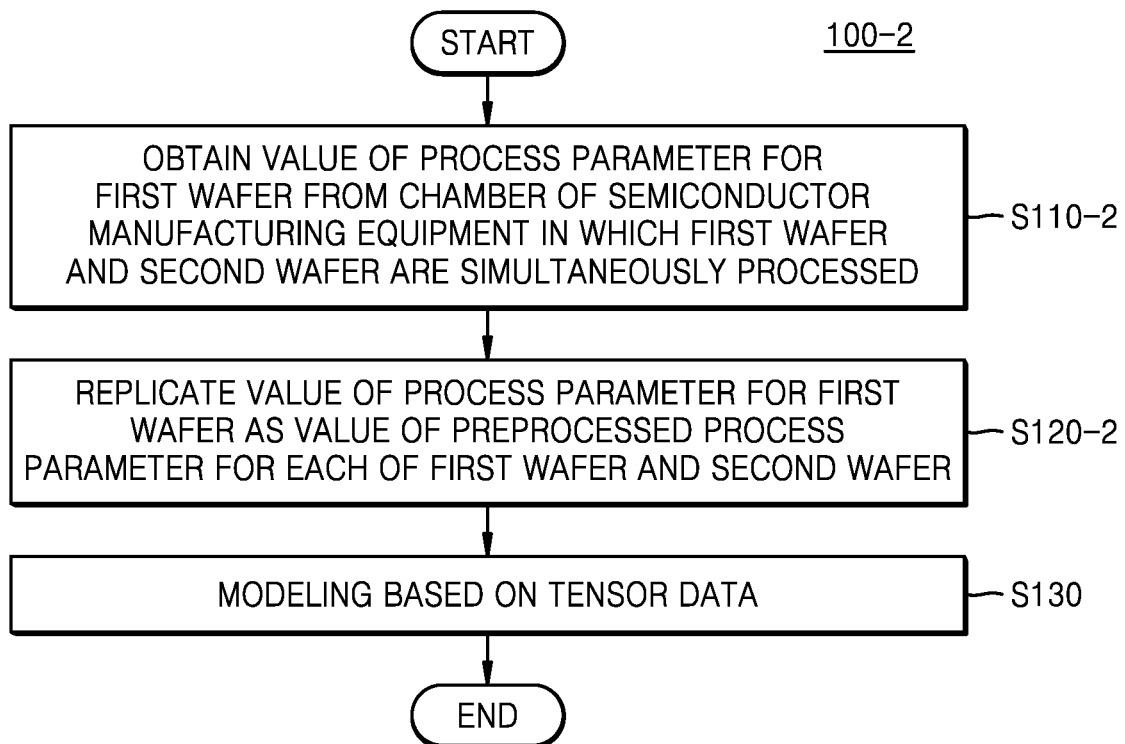 START
100-2
OBTAIN VALUE OF PROCESS PARAMETER FOR
FIRST WAFER FROM CHAMBER OF SEMICONDUCTOR
MANUFACTURING EQUIPMENT IN WHICH FIRST WAFER
AND SECOND WAFER ARE SIMULTANEOUSLY PROCESSED
S110-2
REPLICATE VALUE OF PROCESS PARAMETER FOR FIRST
WAFER AS VALUE OF PREPROCESSED PROCESS
PARAMETER FOR EACH OF FIRST WAFER AND SECOND WAFER
S120-2
MODELING BASED ON TENSOR DATA
S130
END